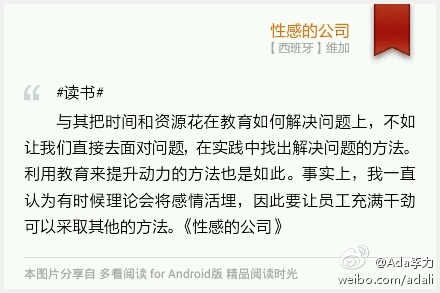 性感的公司
【西班牙】维加
#读书#
与其把时间和资源花在教育如何解决问题上，不如
让我们直接去面对问题，在实践中找出解决问题的方法。
利用教育来提升动力的方法也是如此。事实上，我一直
认为有时候理论会将感情活埋，因此要让员工充满干劲
可以采取其他的方法。《性感的公司》
本图片分享自 多看阅读 for Android版 精品阅读时光
@Ada李力
weibo.com/adali